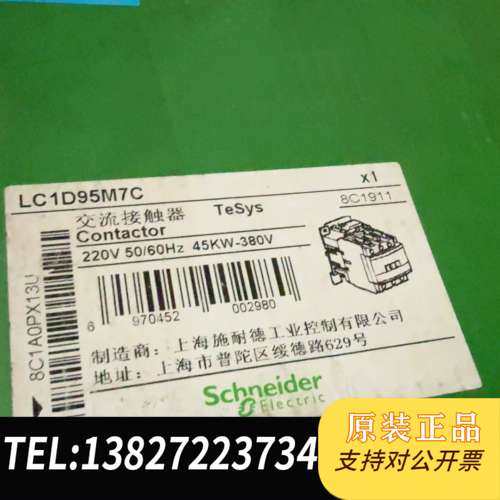 LC1D95M7C
x1
交流接触器 TeSys
8C1911
Contactor
220V 50/60Hz 45KW-380V
8C1A0PX13U
6 970452 002980
制造商：上海施耐德工业控制有限公司
地址：上海市普陀区绥德路629号
Schneider
Electric
TEL:13827223734
原装正品
支持对公开票